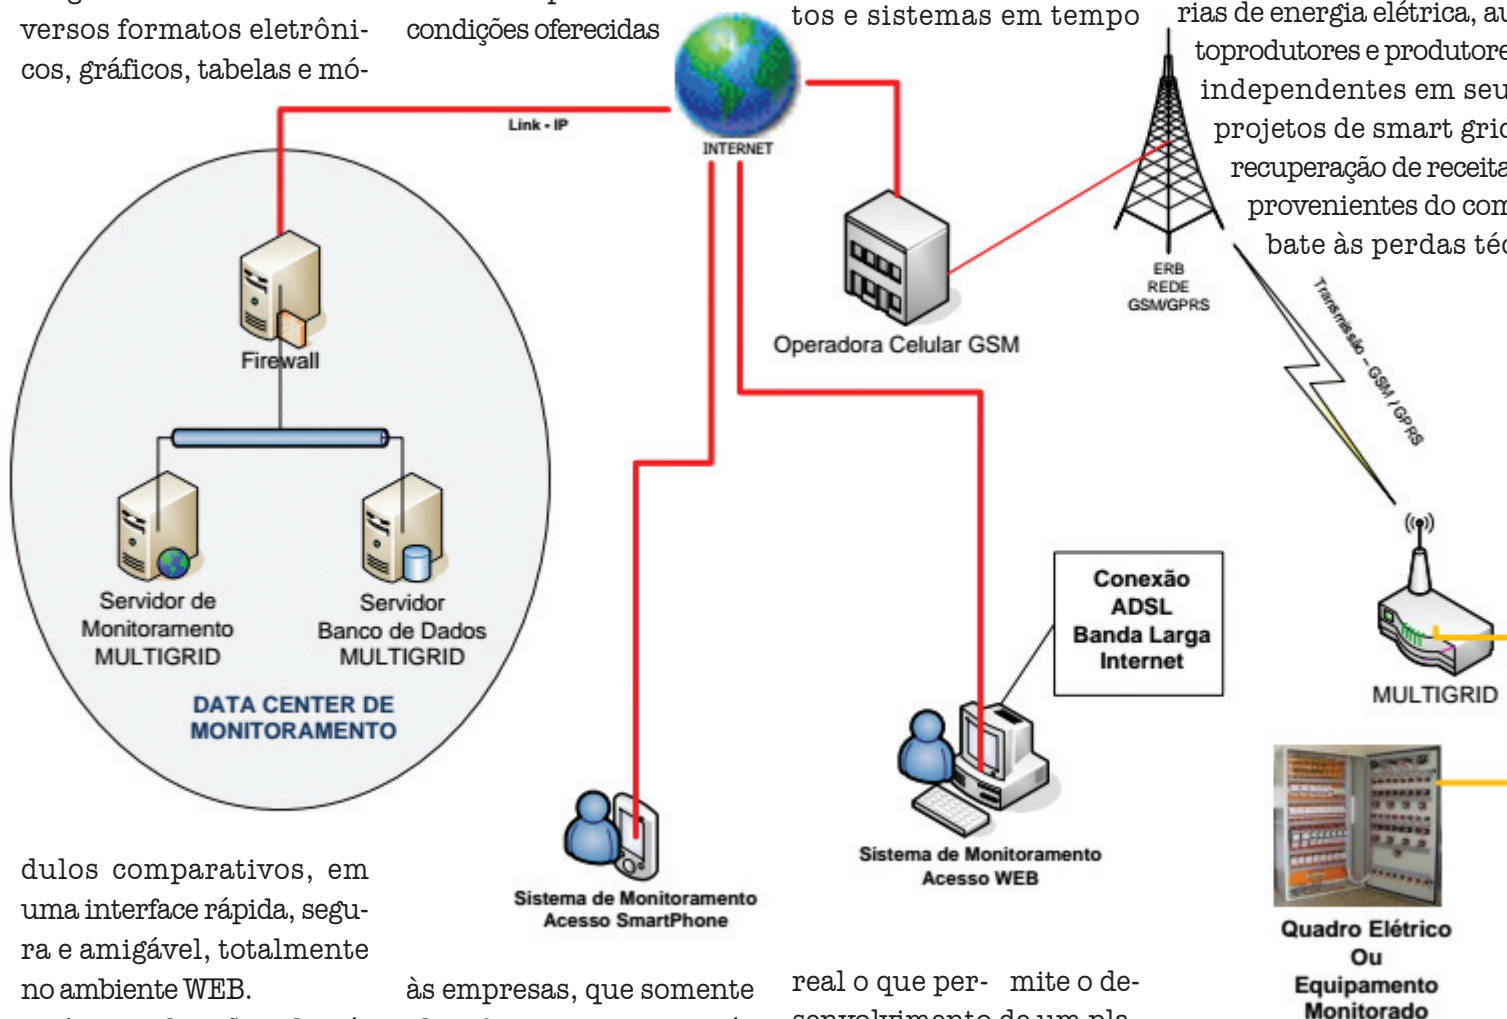 versos formatos eletrôni-
cos, gráficos, tabelas e mó-
condições oferecidas
tos e sistemas em tempo
rias de energia elétrica, au
toprodutores e produtore
independentes em seu
projetos de smart grid
recuperação de receita
provenientes do com
bate às perdas téc
Link - IP
INTERNET
Firewall
Servidor de
Monitoramento
MULTIGRID
Servidor
Banco de Dados
MULTIGRID
DATA CENTER DE
MONITORAMENTO
Operadora Celular GSM
ERB
REDE
GSM/GPRS
Transmissão – GSM / GPRS
MULTIGRID
Conexão
ADSL
Banda Larga
Internet
Sistema de Monitoramento
Acesso WEB
Sistema de Monitoramento
Acesso SmartPhone
Quadro Elétrico
Ou
Equipamento
Monitorado
dulos comparativos, em
uma interface rápida, segu-
ra e amigável, totalmente
no ambiente WEB.
às empresas, que somente
real o que per- mite o de-
senvolvimento de um pla-